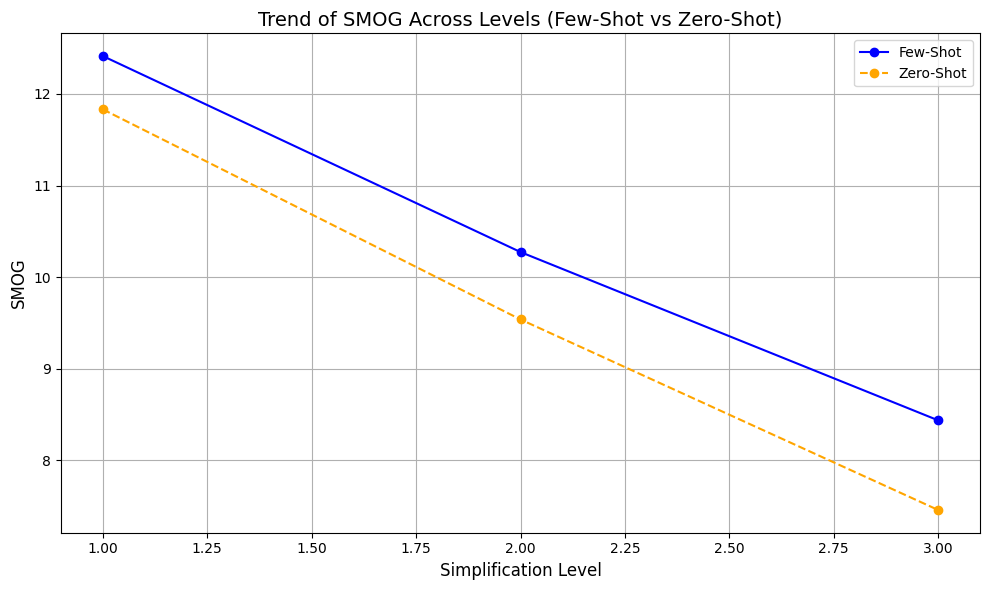 Trend of SMOG Across Levels (Few-Shot vs Zero-Shot)
Few-Shot
Zero-Shot
SMOG
12
11
10
9
8
1.00 1.25 1.50 1.75 2.00 2.25 2.50 2.75 3.00
Simplification Level